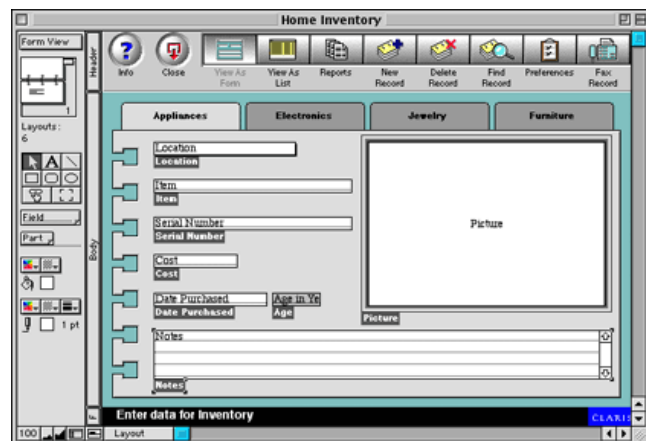 Home Inventory
Form View
1
Layouts:
6
Field
Part
1 pt
Header
Body
F
Info
Close
View As Form
View As List
Reports
New Record
Delete Record
Find Record
Preferences
Fax Record
Appliances
Electronics
Jewelry
Furniture
Location
Location
Item
Item
Serial Number
Serial Number
Cost
Cost
Date Purchased
Age in Ye
Date Purchased
Age
Picture
Picture
Notes
Notes
Enter data for Inventory
CLARIS
100
Layout